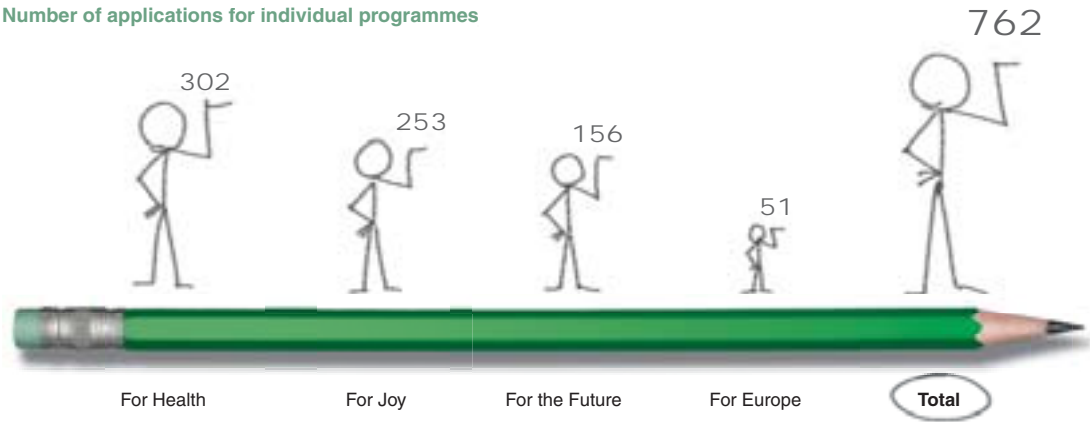 Number of applications for individual programmes
762
302
253
156
51
For Health
For Joy
For the Future
For Europe
Total